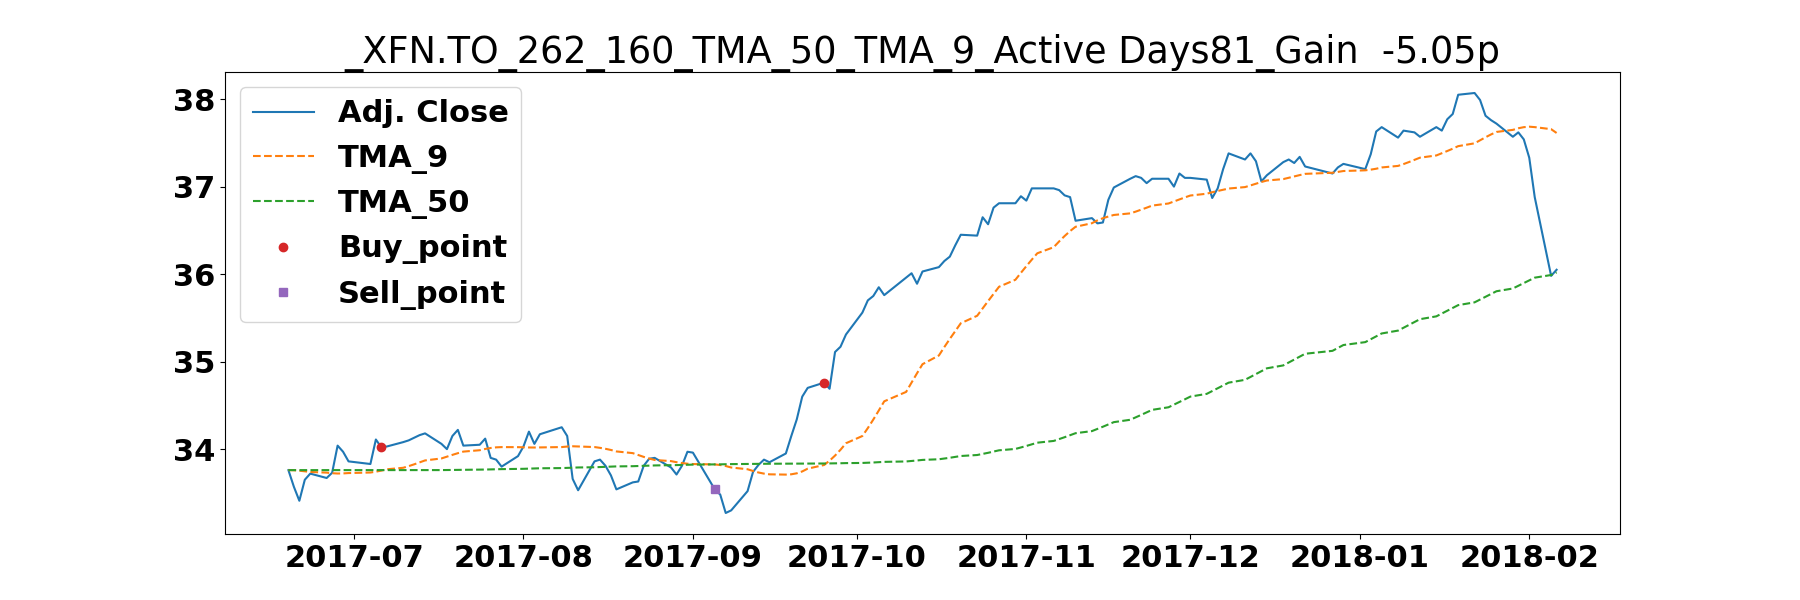 _XFN.TO_262_160_TMA_50_TMA_9_Active Days81_Gain  -5.05p
Adj. Close
TMA_9
TMA_50
Buy_point
Sell_point
38
37
36
35
34
2017-07 2017-08 2017-09 2017-10 2017-11 2017-12 2018-01 2018-02